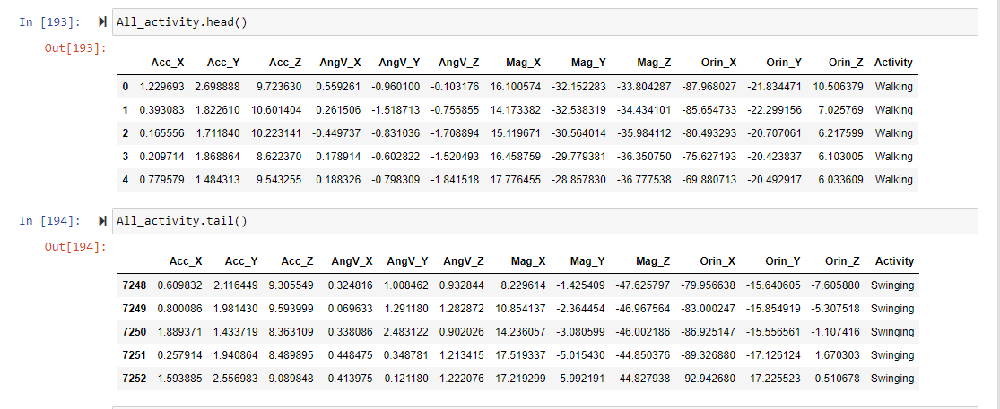 In [193]: All_activity.head()
Out[193]:
Acc_X Acc_Y Acc_Z AngV_X AngV_Y AngV_Z Mag_X Mag_Y Mag_Z Orin_X Orin_Y Orin_Z Activity
0 1.229693 2.698888 9.723630 0.559261 -0.960100 -0.103176 16.100574 -32.152283 -33.804287 -87.968027 -21.834471 10.506379 Walking
1 0.393083 1.822610 10.601404 0.261506 -1.518713 -0.755855 14.173382 -32.538319 -34.434101 -85.654733 -22.299156 7.025769 Walking
2 0.165556 1.711840 10.223141 -0.449737 -0.831036 -1.708894 15.119671 -30.564014 -35.984112 -80.493293 -20.707061 6.217599 Walking
3 0.209714 1.868864 8.622370 0.178914 -0.602822 -1.520493 16.458759 -29.779381 -36.350750 -75.627193 -20.423837 6.103005 Walking
4 0.779579 1.484313 9.543255 0.188326 -0.798309 -1.841518 17.776455 -28.857830 -36.777538 -69.880713 -20.492917 6.033609 Walking
In [194]: All_activity.tail()
Out[194]:
Acc_X Acc_Y Acc_Z AngV_X AngV_Y AngV_Z Mag_X Mag_Y Mag_Z Orin_X Orin_Y Orin_Z Activity
7248 0.609832 2.116449 9.305549 0.324816 1.008462 0.932844 8.229614 -1.425409 -47.625797 -79.956638 -15.640605 -7.605880 Swinging
7249 0.800086 1.981430 9.593999 0.069633 1.291180 1.282872 10.854137 -2.364454 -46.967564 -83.000247 -15.854919 -5.307518 Swinging
7250 1.889371 1.433719 8.363109 0.338086 2.483122 0.902026 14.236057 -3.080599 -46.002186 -86.925147 -15.556561 -1.107416 Swinging
7251 0.257914 1.940864 8.489895 0.448475 0.348781 1.213415 17.519337 -5.015430 -44.850376 -89.326880 -17.126124 1.670303 Swinging
7252 1.593885 2.556983 9.089848 -0.413975 0.121180 1.222076 17.219299 -5.992191 -44.827938 -92.942680 -17.225523 0.510678 Swinging